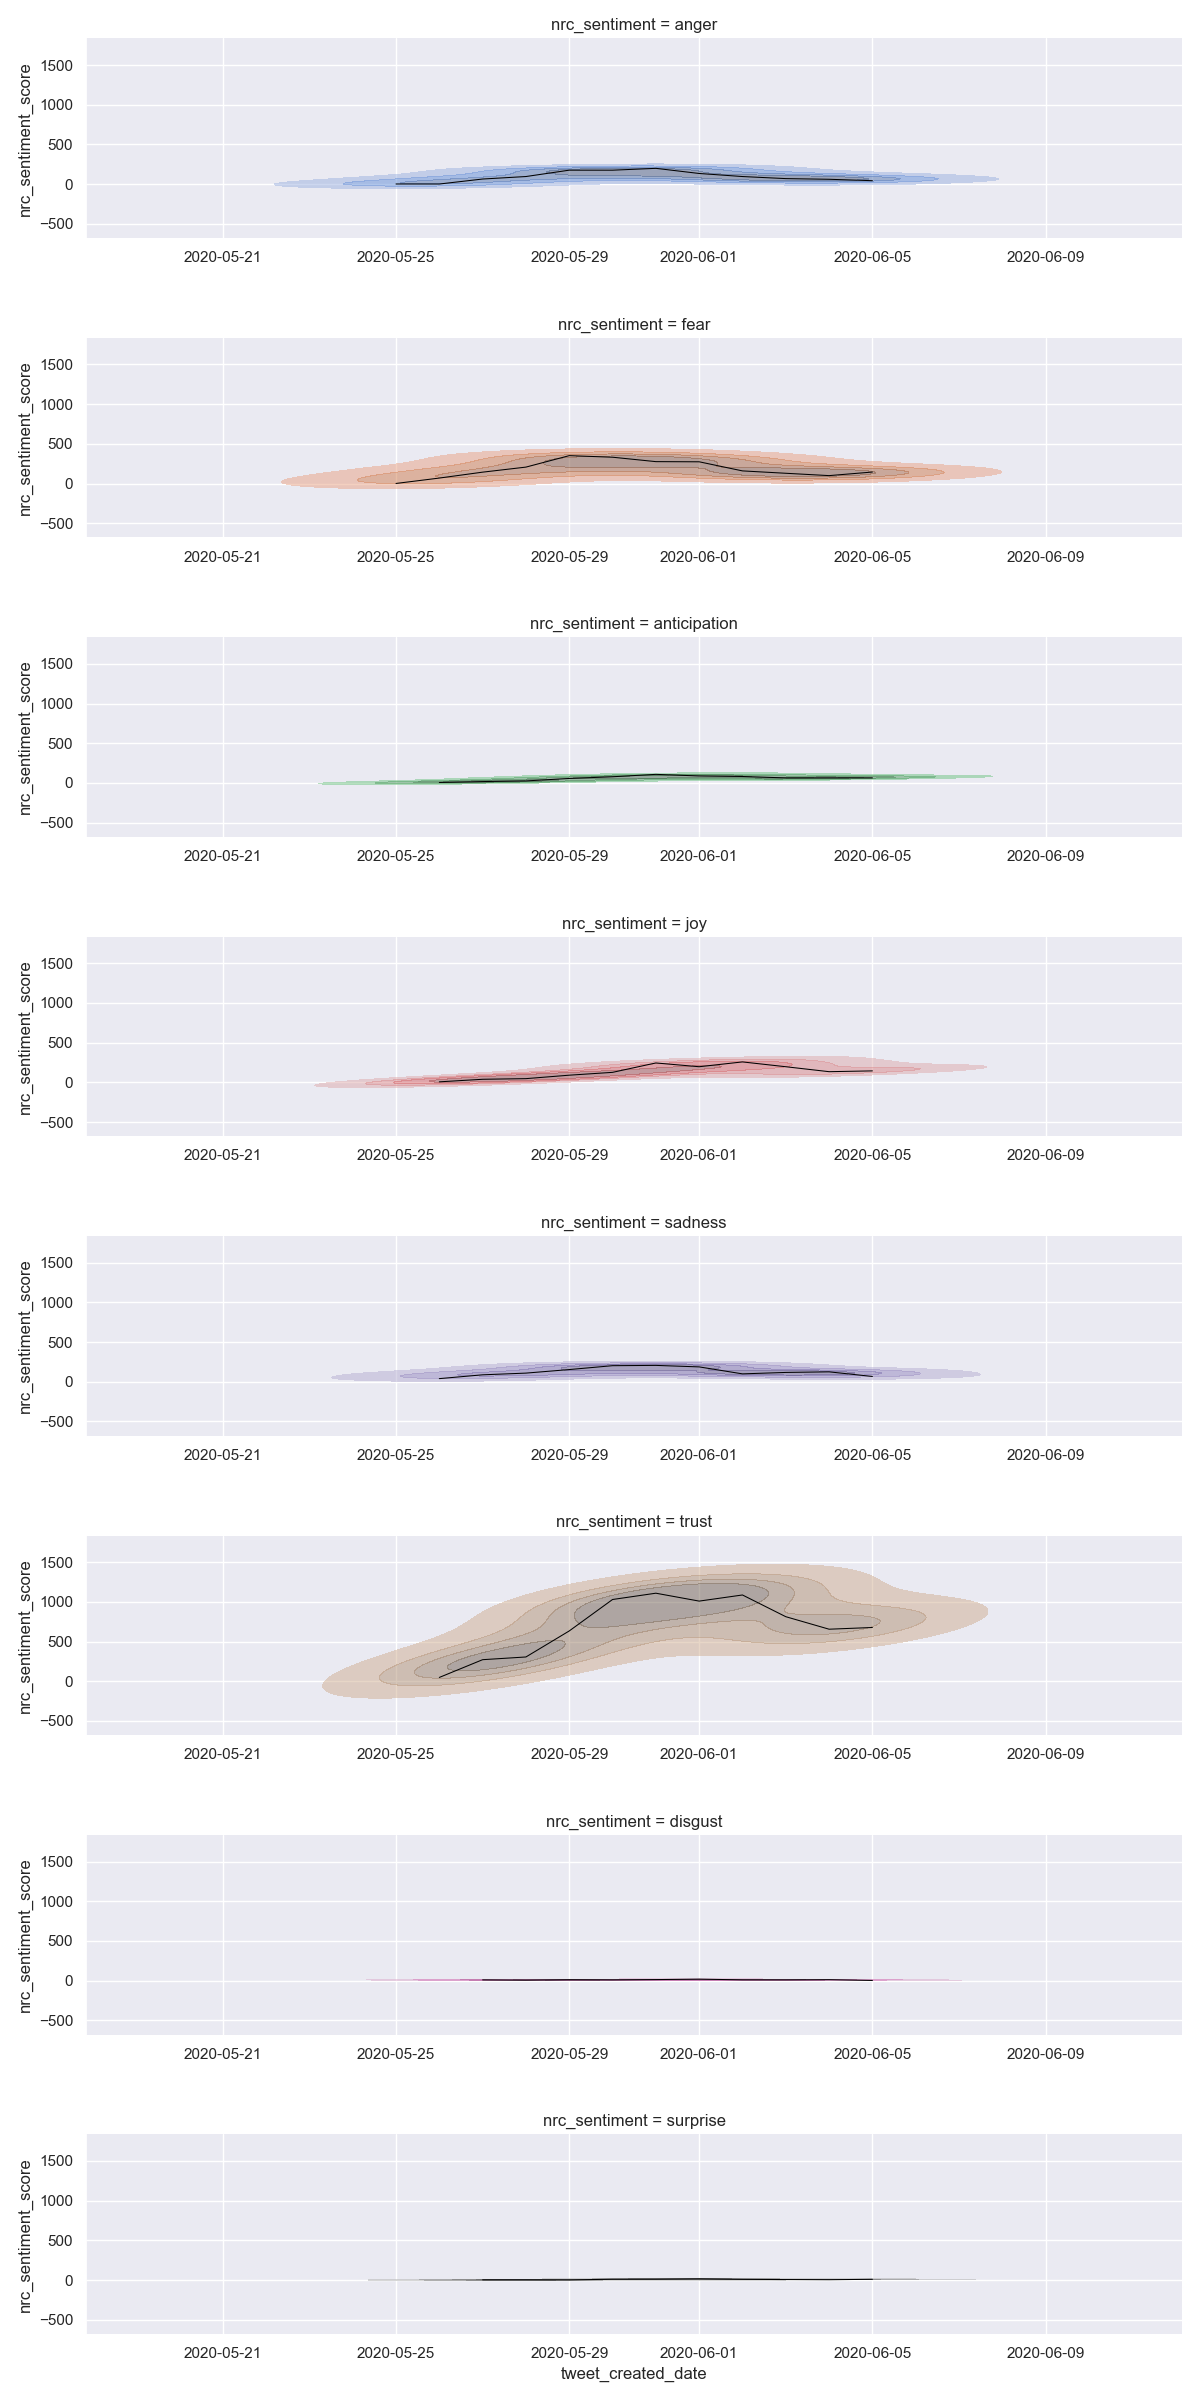 nrc_sentiment = anger
nrc_sentiment_score
1500
1000
500
0
−500
2020-05-21 2020-05-25 2020-05-29 2020-06-01 2020-06-05 2020-06-09
nrc_sentiment = fear
nrc_sentiment_score
1500
1000
500
0
−500
2020-05-21 2020-05-25 2020-05-29 2020-06-01 2020-06-05 2020-06-09
nrc_sentiment = anticipation
nrc_sentiment_score
1500
1000
500
0
−500
2020-05-21 2020-05-25 2020-05-29 2020-06-01 2020-06-05 2020-06-09
nrc_sentiment = joy
nrc_sentiment_score
1500
1000
500
0
−500
2020-05-21 2020-05-25 2020-05-29 2020-06-01 2020-06-05 2020-06-09
nrc_sentiment = sadness
nrc_sentiment_score
1500
1000
500
0
−500
2020-05-21 2020-05-25 2020-05-29 2020-06-01 2020-06-05 2020-06-09
nrc_sentiment = trust
nrc_sentiment_score
1500
1000
500
0
−500
2020-05-21 2020-05-25 2020-05-29 2020-06-01 2020-06-05 2020-06-09
nrc_sentiment = disgust
nrc_sentiment_score
1500
1000
500
0
−500
2020-05-21 2020-05-25 2020-05-29 2020-06-01 2020-06-05 2020-06-09
nrc_sentiment = surprise
nrc_sentiment_score
1500
1000
500
0
−500
2020-05-21 2020-05-25 2020-05-29 2020-06-01 2020-06-05 2020-06-09
tweet_created_date